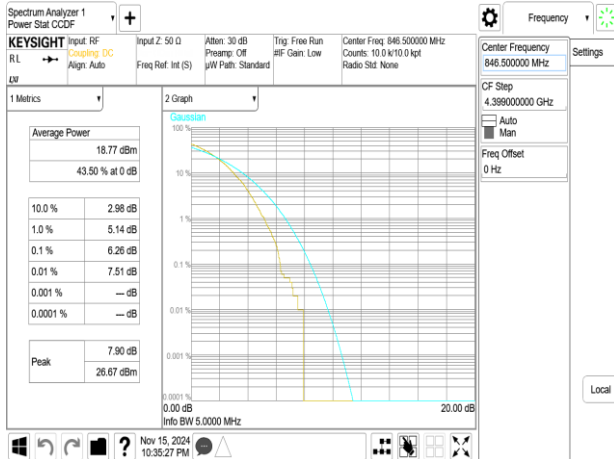 Spectrum Analyzer 1
Power Stat CCDF
KEYSIGHT
RL
LXI
Input: RF
Coupling: DC
Align: Auto
Input Z: 50 Ω
Freq Ref: Int (S)
Atten: 30 dB
Preamp: Off
µW Path: Standard
Trig: Free Run
#IF Gain: Low
Center Freq: 846.500000 MHz
Counts: 10.0 k/10.0 kpt
Radio Std: None
1 Metrics
Average Power
18.77 dBm
43.50 % at 0 dB
10.0 % 2.98 dB
1.0 % 5.14 dB
0.1 % 6.26 dB
0.01 % 7.51 dB
0.001 % --- dB
0.0001 % --- dB
Peak
7.90 dB
26.67 dBm
2 Graph
Gaussian
100 %
10 %
1 %
0.1 %
0.01 %
0.001 %
0.0001 %
0.00 dB 20.00 dB
Info BW 5.0000 MHz
Frequency
Center Frequency
846.500000 MHz
Settings
CF Step
4.399000000 GHz
Auto
Man
Freq Offset
0 Hz
Local
?
Nov 15, 2024
10:35:27 PM